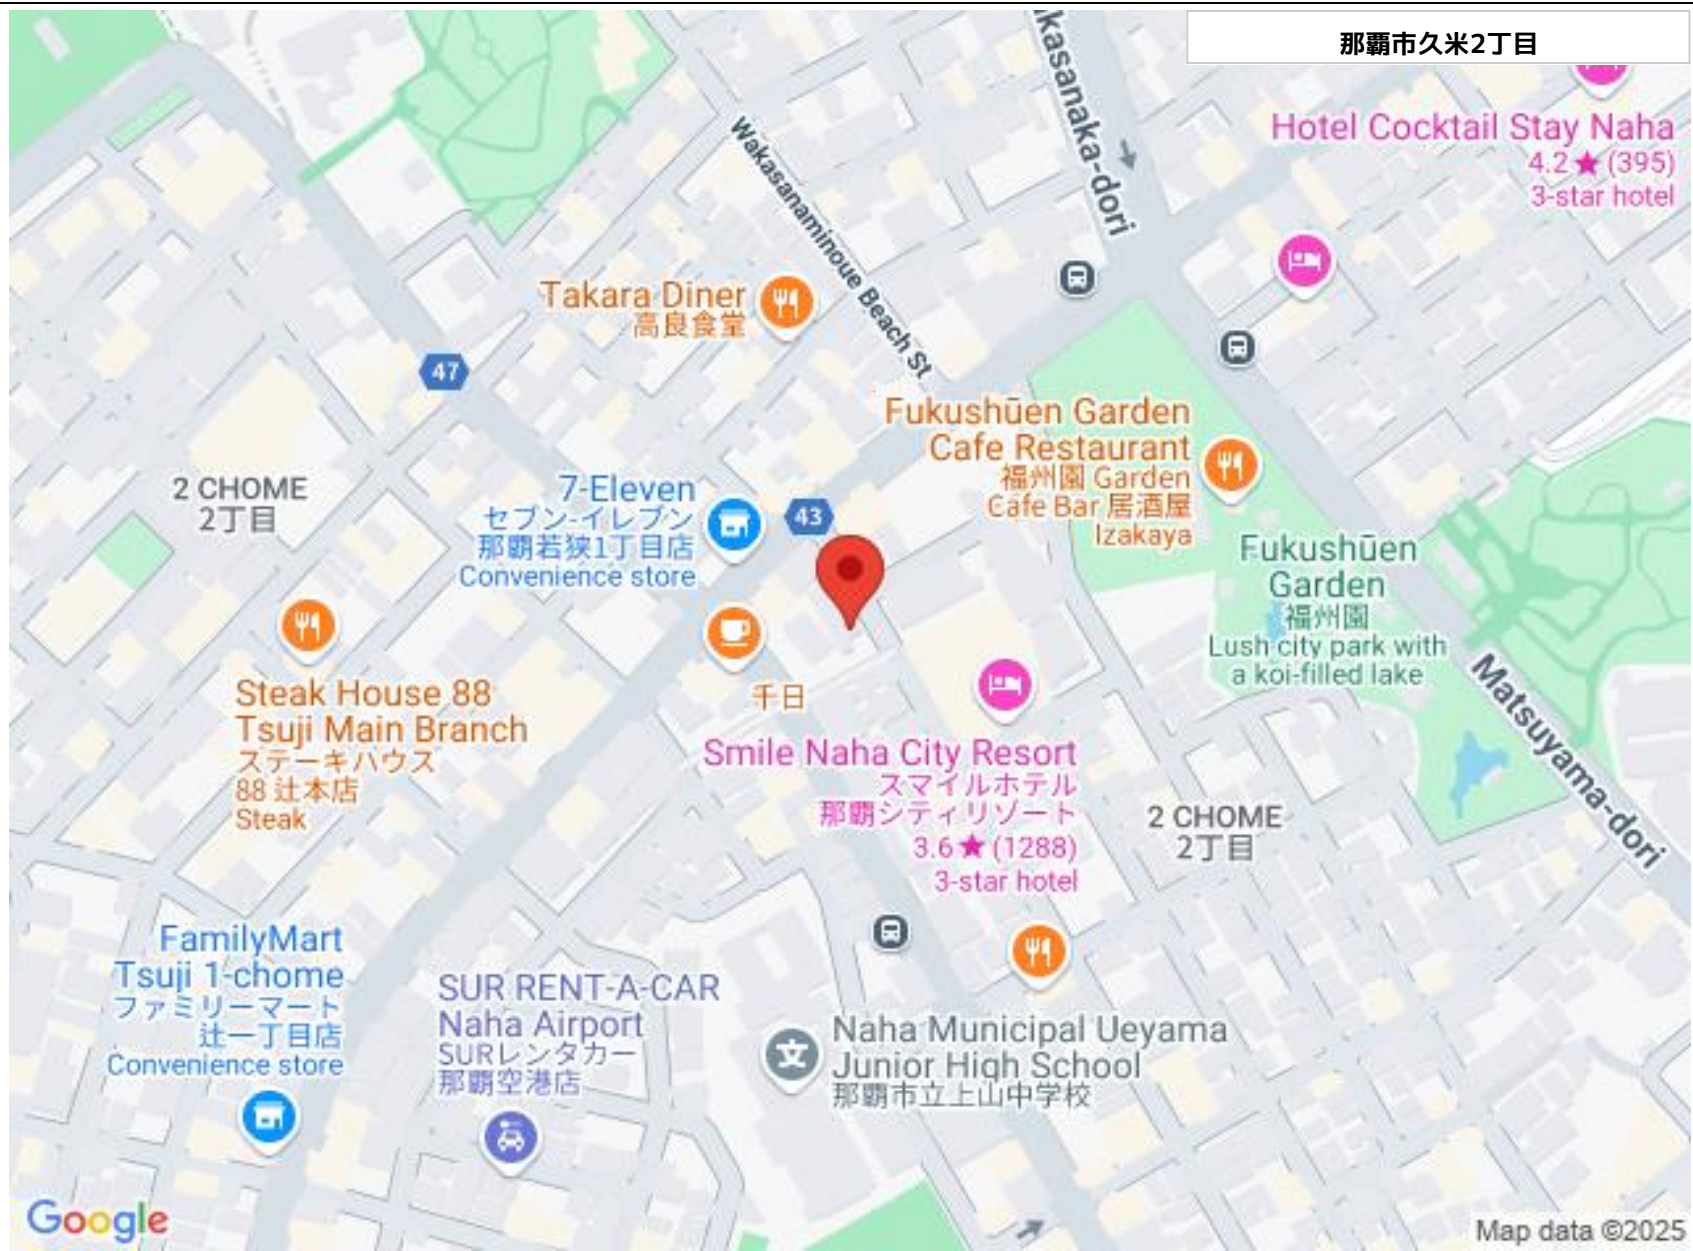 那覇市久米2丁目
kasanaka-dori
Hotel Cocktail Stay Naha
4.2★(395)
3-star hotel
Wakasanaminoue Beach St
Takara Diner
高良食堂
47
Fukushūen Garden
Cafe Restaurant
福州園 Garden
Cafe Bar 居酒屋
Izakaya
2 CHOME
2丁目
7-Eleven
セブン-イレブン
那覇若狭1丁目店
Convenience store
43
Fukushūen
Garden
福州園
Lush city park with
a koi-filled lake
Steak House 88
Tsuji Main Branch
ステーキハウス
88 辻本店
Steak
千日
Matsuyama-dori
Smile Naha City Resort
スマイルホテル
那覇シティリゾート
3.6★(1288)
3-star hotel
2 CHOME
2丁目
FamilyMart
Tsuji 1-chome
ファミリーマート
辻一丁目店
Convenience store
SUR RENT-A-CAR
Naha Airport
SURレンタカー
那覇空港店
文
Naha Municipal Ueyama
Junior High School
那覇市立上山中学校
Google
Map data ©2025